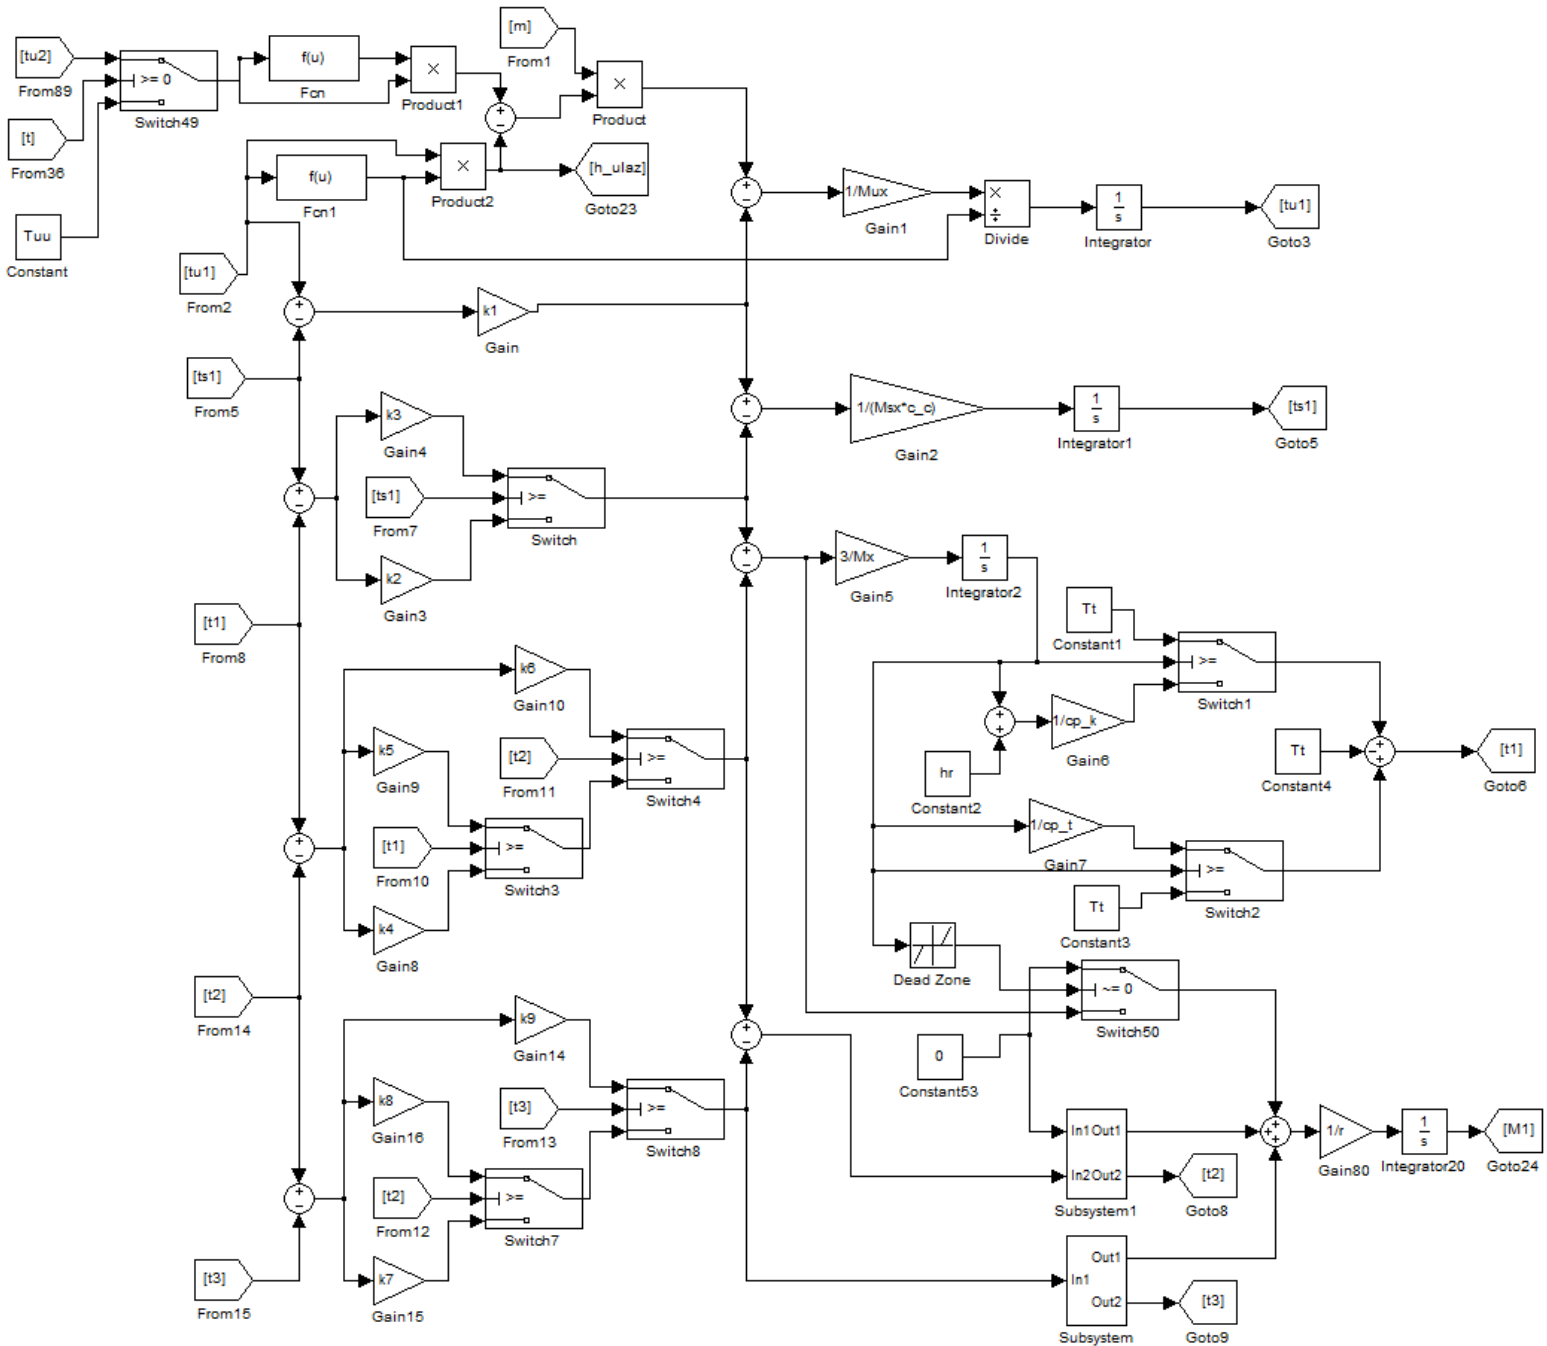 [m]
From1
[tu2]
From89
>= 0
Switch49
f(u)
Fcn
×
Product1
+
−
×
Product
[t]
From36
f(u)
Fcn1
×
Product2
[h_ulaz]
Goto23
Tuu
Constant
[tu1]
From2
+
−
1/Mux
Gain1
×
÷
Divide
1
s
Integrator
[tu1]
Goto3
+
−
k1
Gain
[ts1]
From5
+
−
1/(Msx*c_c)
Gain2
1
s
Integrator1
[ts1]
Goto5
k3
Gain4
+
−
[ts1]
From7
>=
Switch
k2
Gain3
+
−
3/Mx
Gain5
1
s
Integrator2
Tt
Constant1
>=
Switch1
[t1]
From8
+
+
1/cp_k
Gain6
hr
Constant2
Tt
Constant4
+
−
+
[t1]
Goto6
k6
Gain10
k5
Gain9
[t2]
From11
>=
Switch4
+
−
[t1]
From10
>=
Switch3
k4
Gain8
1/cp_t
Gain7
>=
Switch2
Tt
Constant3
Dead Zone
~= 0
Switch50
[t2]
From14
0
Constant53
k9
Gain14
+
−
k8
Gain16
[t3]
From13
>=
Switch8
+
−
[t2]
From12
>=
Switch7
k7
Gain15
[t3]
From15
In1 Out1
In2 Out2
Subsystem1
[t2]
Goto8
+
+
+
1/r
Gain80
1
s
Integrator20
[M1]
Goto24
Out1
In1
Out2
Subsystem
[t3]
Goto9